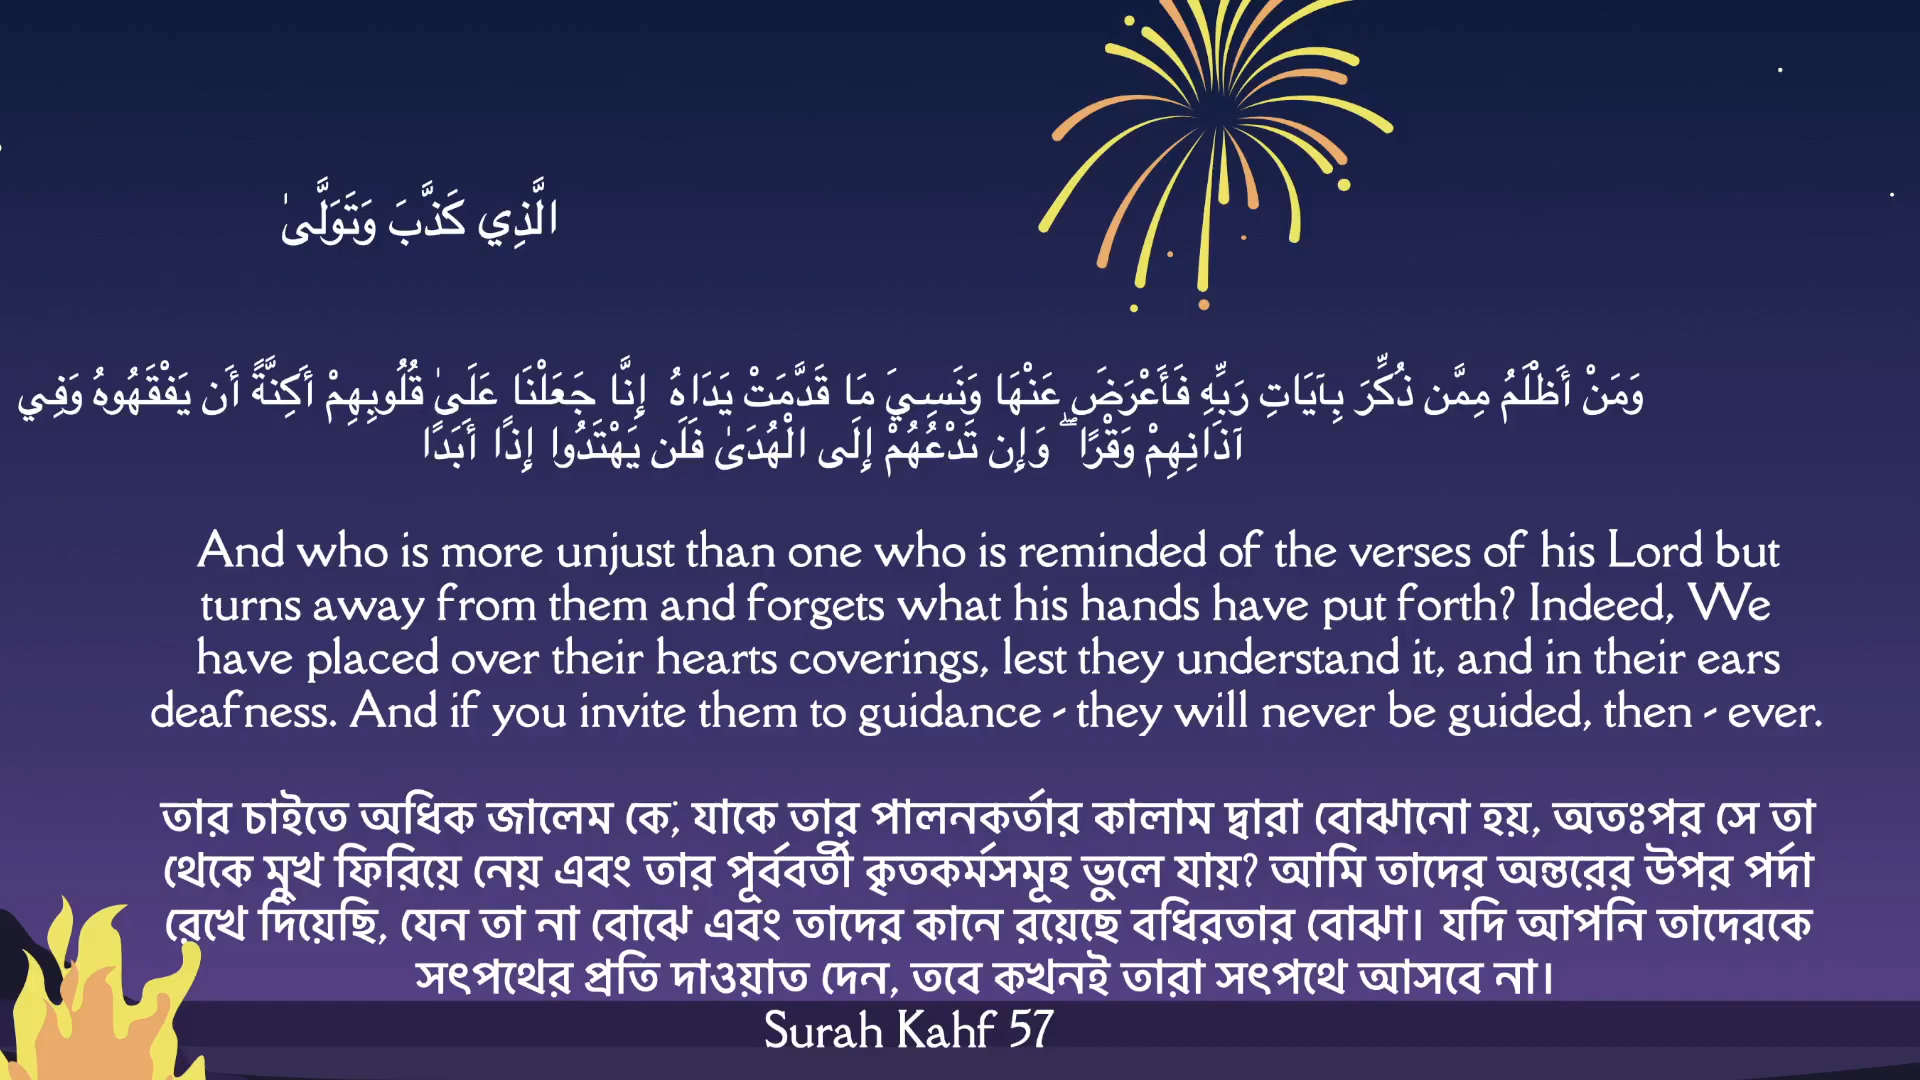 الَّذِي كَذَّبَ وَتَوَلَّىٰ
وَمَنْ أَظْلَمُ مِمَّن ذُكِّرَ بِآيَاتِ رَبِّهِ فَأَعْرَضَ عَنْهَا وَنَسِيَ مَا قَدَّمَتْ يَدَاهُ إِنَّا جَعَلْنَا عَلَىٰ قُلُوبِهِمْ أَكِنَّةً أَن يَفْقَهُوهُ وَفِي
آذَانِهِمْ وَقْرًا ۖ وَإِن تَدْعُهُمْ إِلَى الْهُدَىٰ فَلَن يَهْتَدُوا إِذًا أَبَدًا
And who is more unjust than one who is reminded of the verses of his Lord but
turns away from them and forgets what his hands have put forth? Indeed, We
have placed over their hearts coverings, lest they understand it, and in their ears
deafness. And if you invite them to guidance - they will never be guided, then - ever.
তার চাইতে অধিক জালেম কে, যাকে তার পালনকর্তার কালাম দ্বারা বোঝানো হয়, অতঃপর সে তা
থেকে মুখ ফিরিয়ে নেয় এবং তার পূর্ববর্তী কৃতকর্মসমূহ ভুলে যায়? আমি তাদের অন্তরের উপর পর্দা
রেখে দিয়েছি, যেন তা না বোঝে এবং তাদের কানে রয়েছে বধিরতার বোঝা। যদি আপনি তাদেরকে
সৎপথের প্রতি দাওয়াত দেন, তবে কখনই তারা সৎপথে আসবে না।
Surah Kahf 57